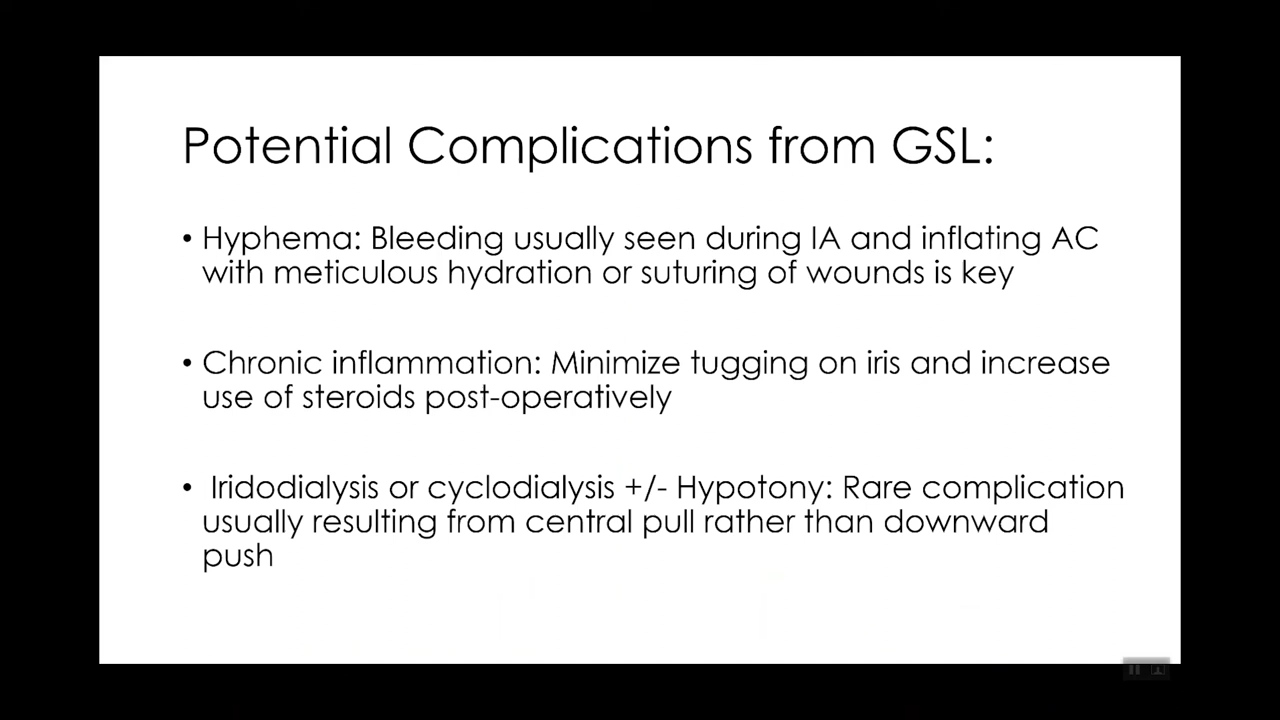 Potential Complications from GSL:
• Hyphema: Bleeding usually seen during IA and inflating AC
with meticulous hydration or suturing of wounds is key
• Chronic inflammation: Minimize tugging on iris and increase
use of steroids post-operatively
• Iridodialysis or cyclodialysis +/- Hypotony: Rare complication
usually resulting from central pull rather than downward
push